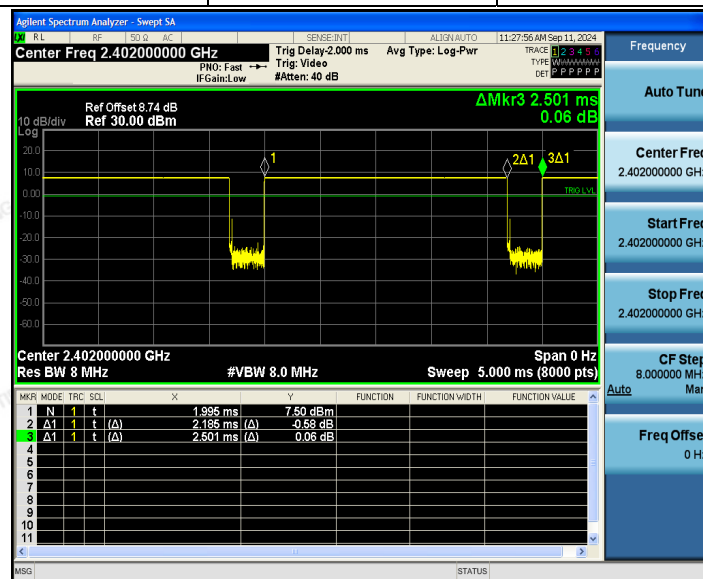 Agilent Spectrum Analyzer - Swept SA
LXI RL RF 50 Ω AC SENSE:INT ALIGN AUTO 11:27:56 AM Sep 11, 2024
Center Freq 2.402000000 GHz Trig Delay-2.000 ms Avg Type: Log-Pwr TRACE 1 2 3 4 5 6
PNO: Fast Trig: Video TYPE
IFGain:Low #Atten: 40 dB DET P P P P P P
ΔMkr3 2.501 ms
0.06 dB
Ref Offset 8.74 dB
10 dB/div Ref 30.00 dBm
Log
20.0
10.0
0.00
-10.0
-20.0
-30.0
-40.0
-50.0
-60.0
1
2Δ1 3Δ1
TRIG LVL
Center 2.402000000 GHz Span 0 Hz
Res BW 8 MHz #VBW 8.0 MHz Sweep 5.000 ms (8000 pts)
MKR MODE TRC SCL X Y FUNCTION FUNCTION WIDTH FUNCTION VALUE
1 N 1 t 1.995 ms 7.50 dBm
2 Δ1 1 t (Δ) 2.185 ms (Δ) -0.58 dB
3 Δ1 1 t (Δ) 2.501 ms (Δ) 0.06 dB
4
5
6
7
8
9
10
11
MSG STATUS
Frequency
Auto Tune
Center Freq
2.402000000 GHz
Start Freq
2.402000000 GHz
Stop Freq
2.402000000 GHz
CF Step
8.000000 MHz
Auto Man
Freq Offset
0 Hz